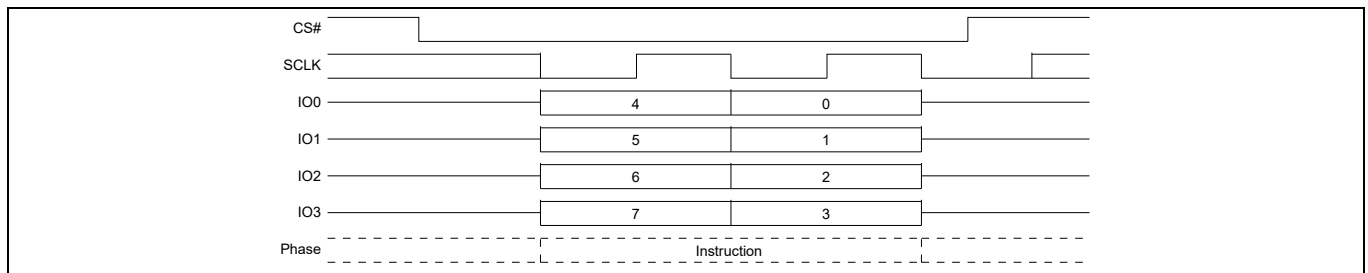 CS#
SCLK
IO0 4 0
IO1 5 1
IO2 6 2
IO3 7 3
Phase Instruction